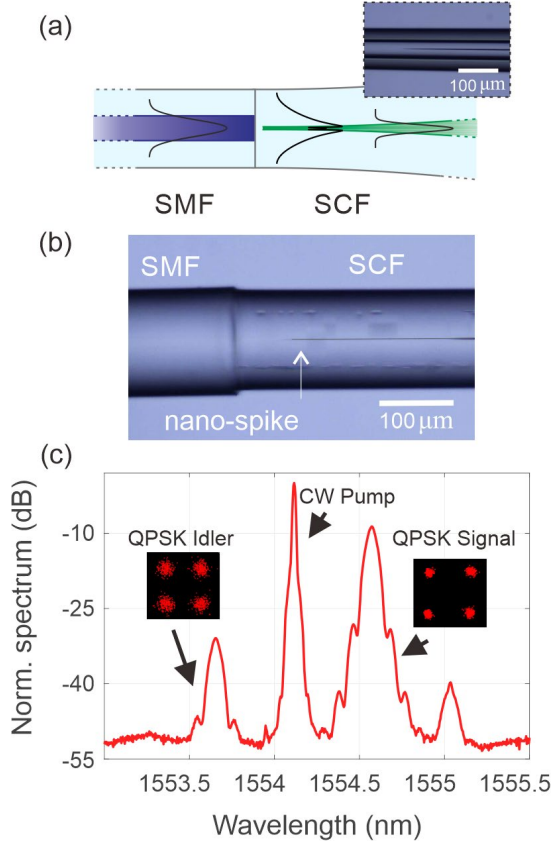 (a)
100 μm
SMF
SCF
(b)
SMF
SCF
nano-spike
100 μm
(c)
CW Pump
QPSK Idler
QPSK Signal
Norm. spectrum (dB)
-10
-25
-40
-55
1553.5
1554
1554.5
1555
1555.5
Wavelength (nm)